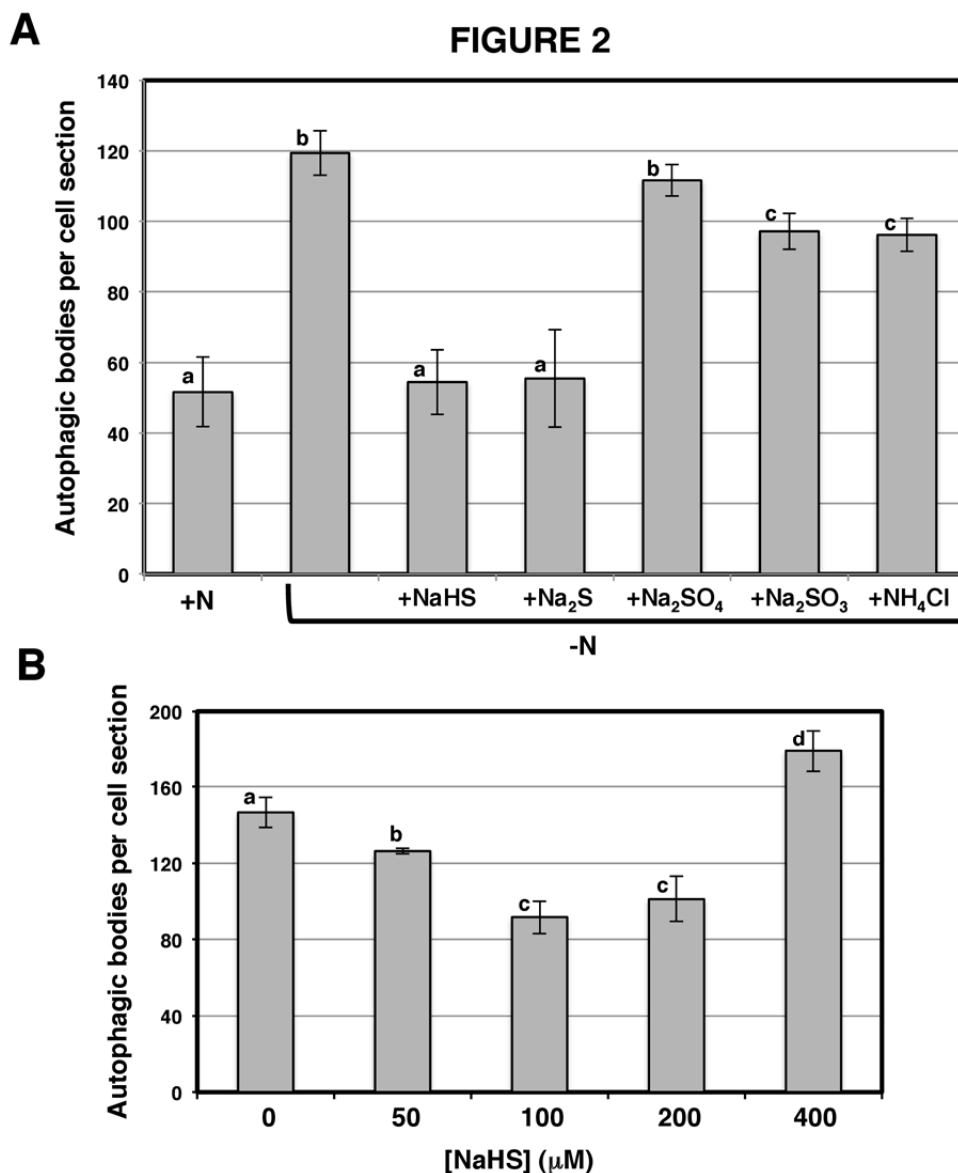 A
FIGURE 2
Autophagic bodies per cell section
140
120
100
80
60
40
20
0
a
b
a
a
b
c
c
+N
+NaHS
+Na₂S
+Na₂SO₄
+Na₂SO₃
+NH₄Cl
-N
B
Autophagic bodies per cell section
200
160
120
80
40
0
a
b
c
c
d
0
50
100
200
400
[NaHS] (μM)